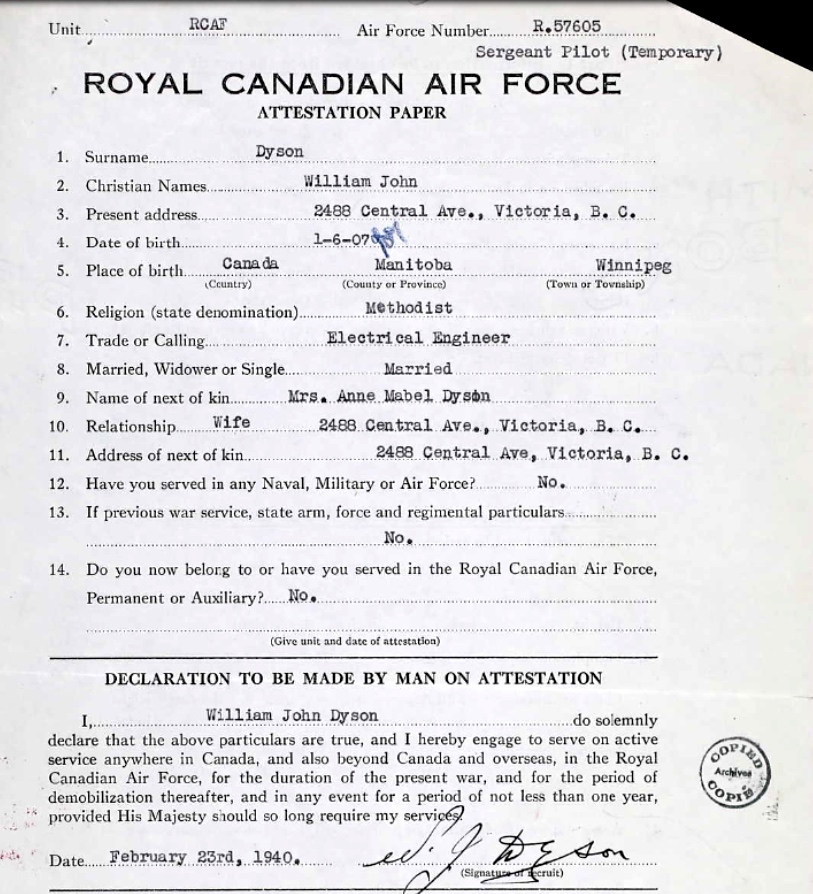 Unit RCAF Air Force Number R.57605
Sergeant Pilot (Temporary)
ROYAL CANADIAN AIR FORCE
ATTESTATION PAPER
1. Surname Dyson
2. Christian Names William John
3. Present address 2488 Central Ave., Victoria, B. C.
4. Date of birth 1-6-07
5. Place of birth Canada Manitoba Winnipeg
(Country) (County or Province) (Town or Township)
6. Religion (state denomination) Methodist
7. Trade or Calling Electrical Engineer
8. Married, Widower or Single Married
9. Name of next of kin Mrs. Anne Mabel Dyson
10. Relationship Wife 2488 Central Ave., Victoria, B. C.
11. Address of next of kin 2488 Central Ave, Victoria, B. C.
12. Have you served in any Naval, Military or Air Force? No.
13. If previous war service, state arm, force and regimental particulars
No.
14. Do you now belong to or have you served in the Royal Canadian Air Force,
Permanent or Auxiliary? No.
(Give unit and date of attestation)
DECLARATION TO BE MADE BY MAN ON ATTESTATION
I, William John Dyson do solemnly
declare that the above particulars are true, and I hereby engage to serve on active
service anywhere in Canada, and also beyond Canada and overseas, in the Royal
Canadian Air Force, for the duration of the present war, and for the period of
demobilization thereafter, and in any event for a period of not less than one year,
provided His Majesty should so long require my services.
COPIED
Archives
COPIÉ
Date February 23rd, 1940. W. J. Dyson
(Signature of recruit)